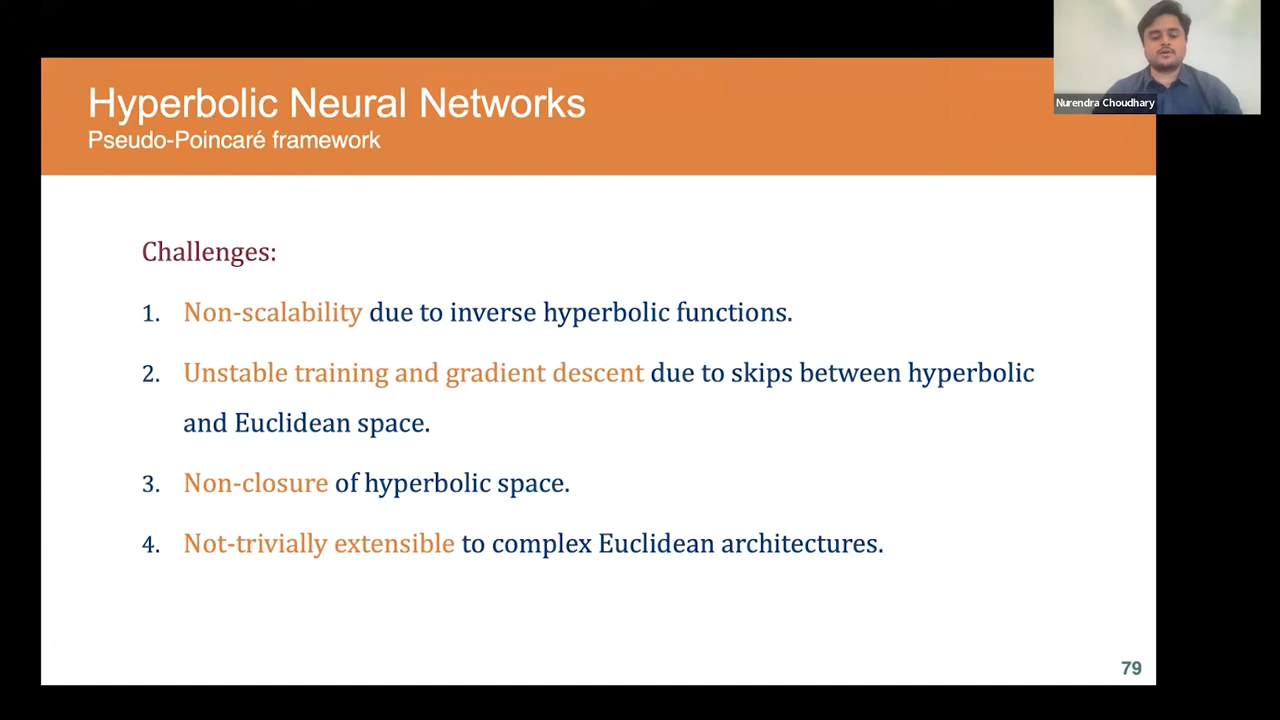 Hyperbolic Neural Networks
Pseudo-Poincaré framework
Nurendra Choudhary
Challenges:
1. Non-scalability due to inverse hyperbolic functions.
2. Unstable training and gradient descent due to skips between hyperbolic
and Euclidean space.
3. Non-closure of hyperbolic space.
4. Not-trivially extensible to complex Euclidean architectures.
79